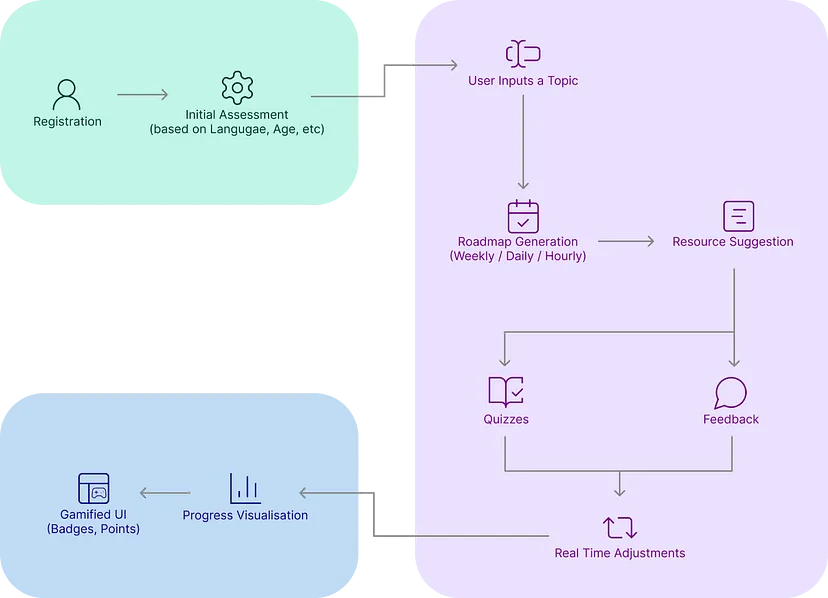 Registration
Initial Assessment
(based on Langugae, Age, etc)
User Inputs a Topic
Roadmap Generation
(Weekly / Daily / Hourly)
Resource Suggestion
Quizzes
Feedback
Real Time Adjustments
Progress Visualisation
Gamified UI
(Badges, Points)